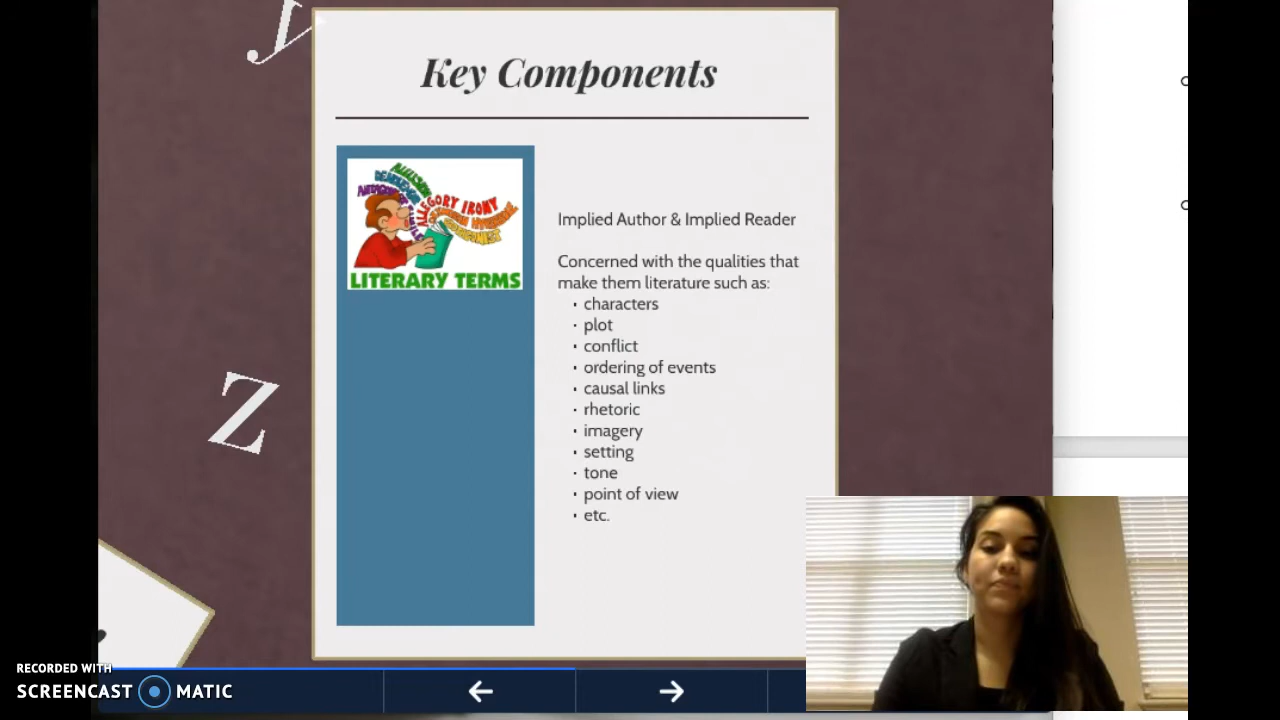 y
Key Components
ALLEGORY IRONY
LITERARY TERMS
Implied Author & Implied Reader
Concerned with the qualities that
make them literature such as:
• characters
• plot
• conflict
• ordering of events
• causal links
• rhetoric
• imagery
• setting
• tone
• point of view
• etc.
Z
RECORDED WITH
SCREENCAST MATIC